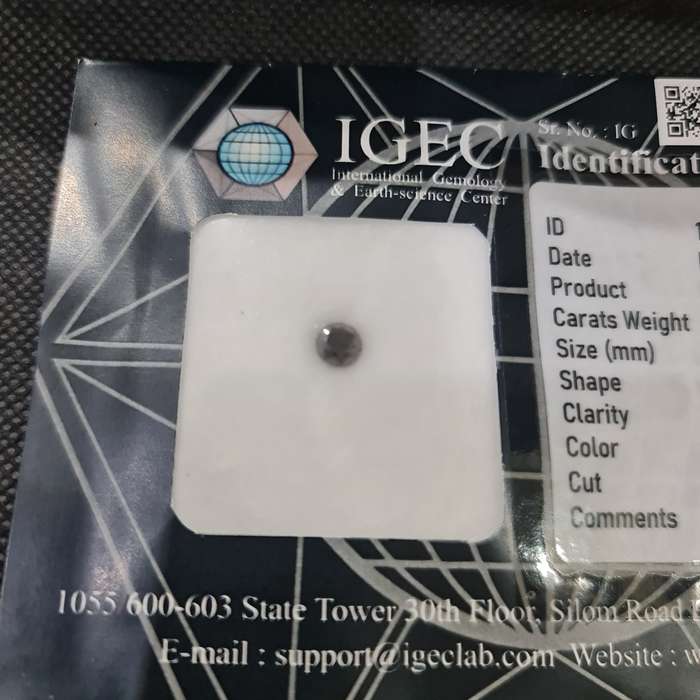 IGEC
International Gemology
& Earth-science Center
Sr. No. : IG
Identificat
ID
Date
Product
Carats Weight
Size (mm)
Shape
Clarity
Color
Cut
Comments
1055 600-603 State Tower 30th Floor, Silom Road
E-mail : support@igeclab.com Website : w